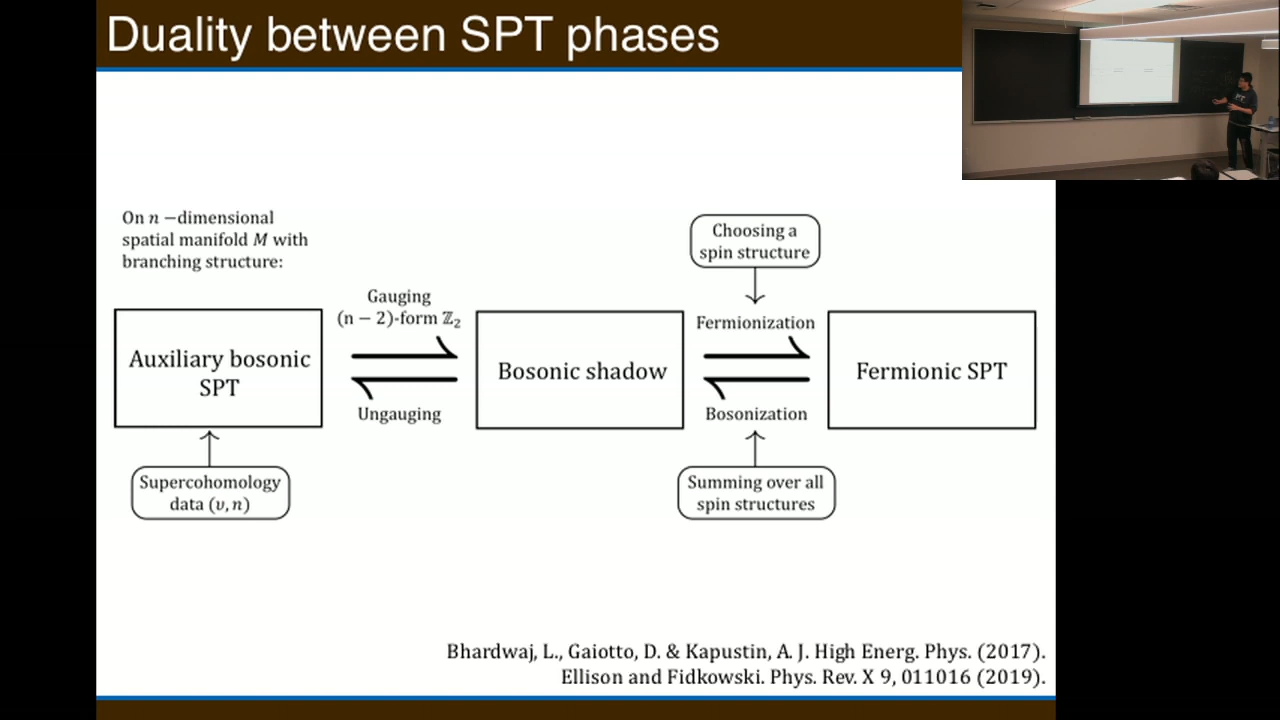 Duality between SPT phases
On n −dimensional
spatial manifold M with
branching structure:
Choosing a
spin structure
Gauging
(n − 2)-form ℤ₂
Fermionization
Auxiliary bosonic
SPT
Bosonic shadow
Fermionic SPT
Ungauging
Bosonization
Supercohomology
data (υ, n)
Summing over all
spin structures
Bhardwaj, L., Gaiotto, D. & Kapustin, A. J. High Energ. Phys. (2017).
Ellison and Fidkowski. Phys. Rev. X 9, 011016 (2019).